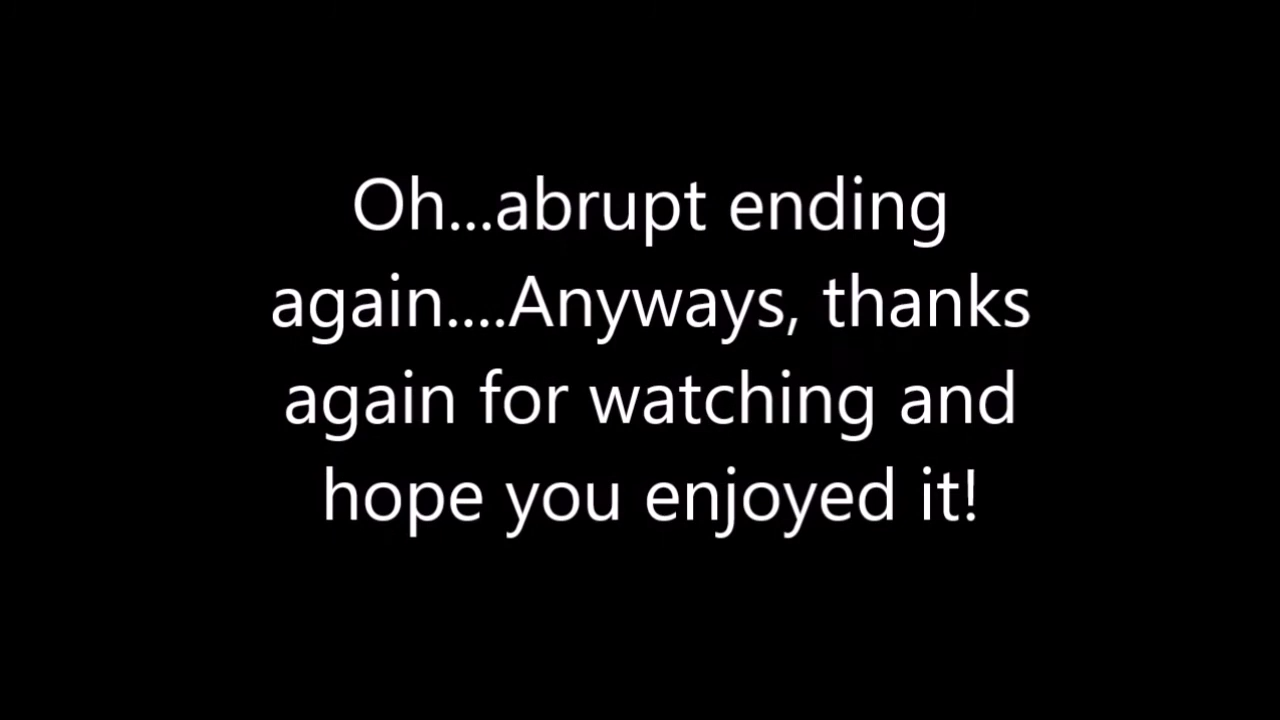 Oh...abrupt ending
again....Anyways, thanks
again for watching and
hope you enjoyed it!